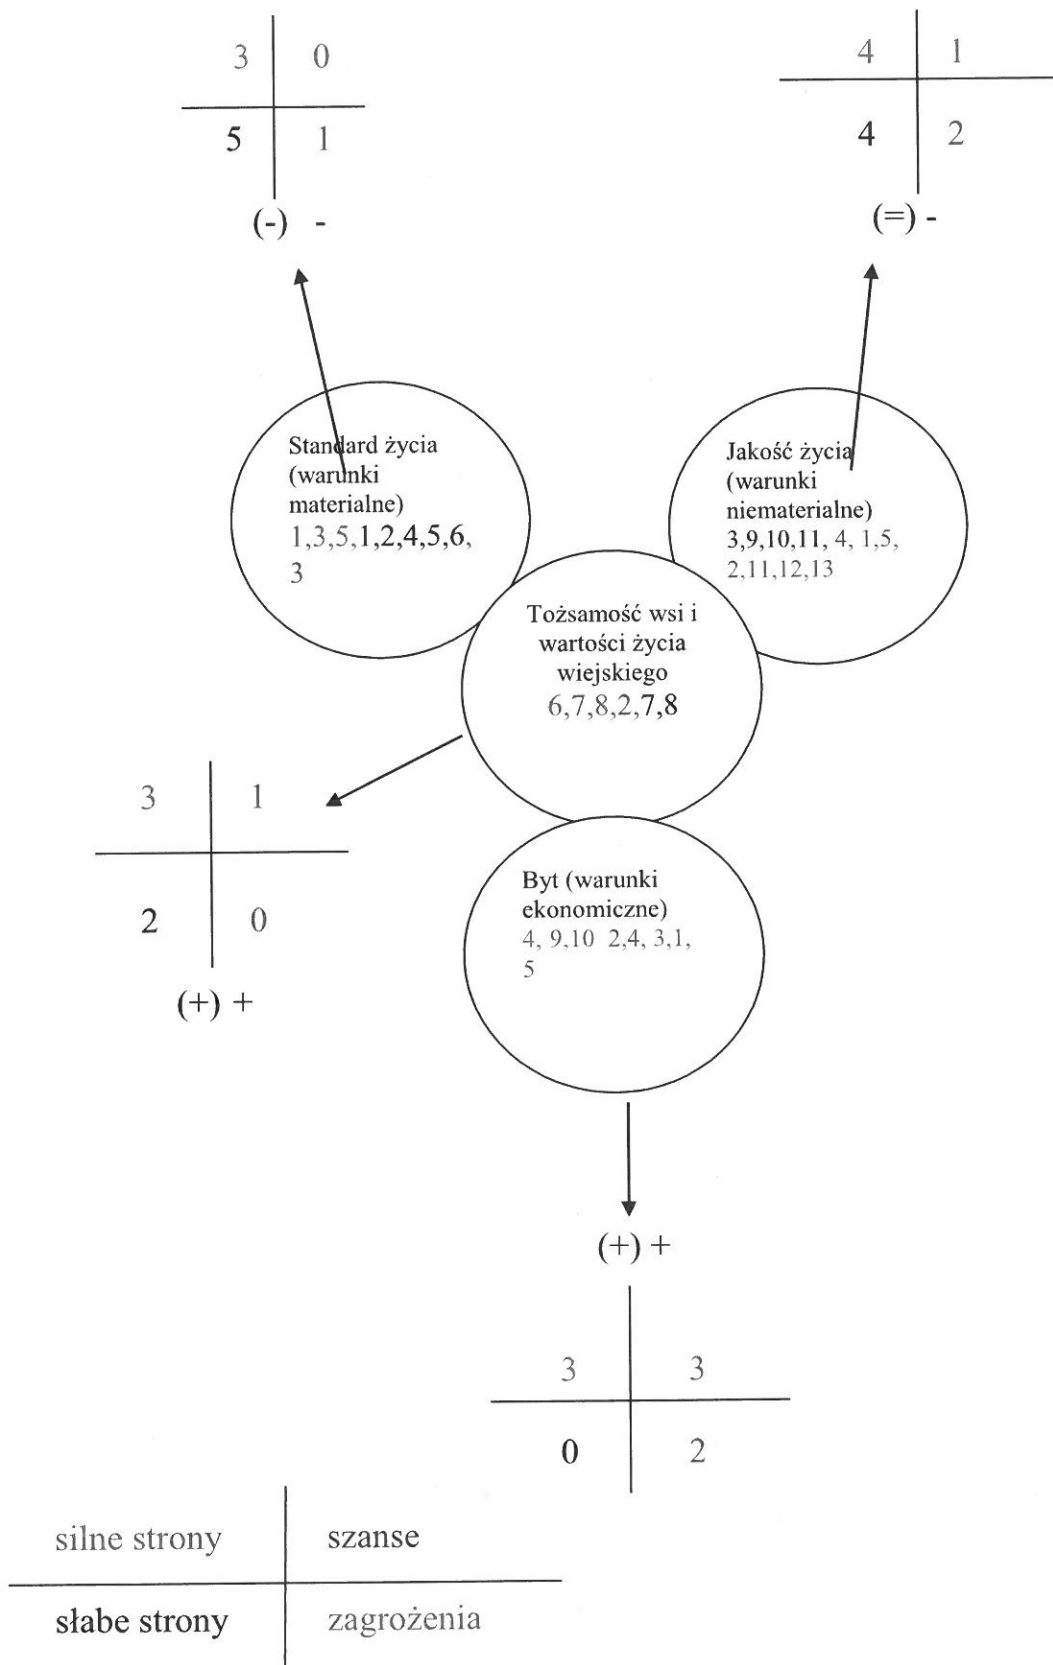 3 0
5 1
(-) -
4 1
4 2
(=) -
Standard życia
(warunki
materialne)
1,3,5,1,2,4,5,6,
3
Jakość życia
(warunki
niematerialne)
3,9,10,11, 4, 1,5,
2,11,12,13
Tożsamość wsi i
wartości życia
wiejskiego
6,7,8,2,7,8
3 1
2 0
(+) +
Byt (warunki
ekonomiczne)
4, 9,10 2,4, 3,1,
5
(+) +
3 3
0 2
silne strony szanse
słabe strony zagrożenia